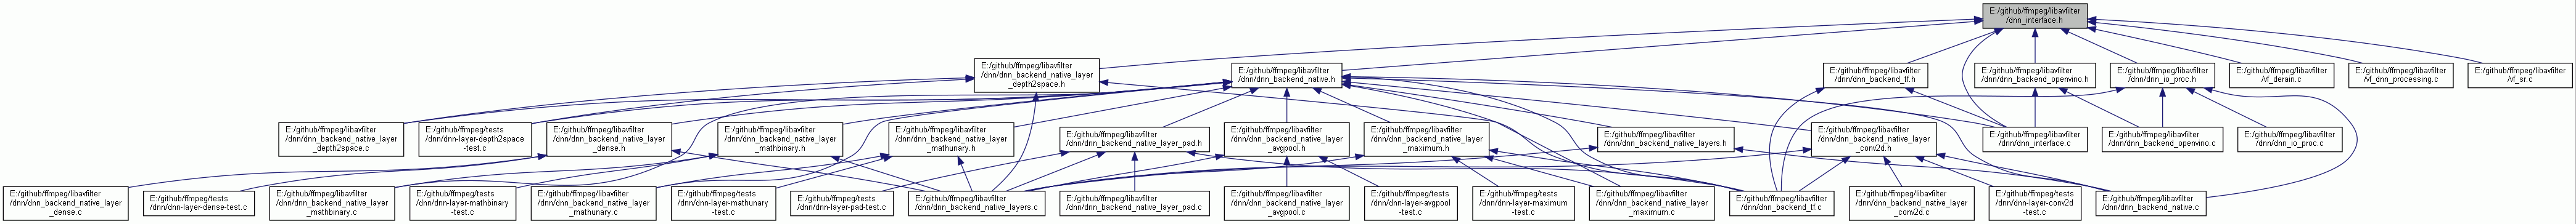 E:/github/ffmpeg/libavfilter
/dnn_interface.h
E:/github/ffmpeg/libavfilter
/dnn/dnn_backend_native_layer
_depth2space.h
E:/github/ffmpeg/libavfilter
/dnn/dnn_backend_native.h
E:/github/ffmpeg/libavfilter
/dnn/dnn_backend_tf.h
E:/github/ffmpeg/libavfilter
/dnn/dnn_backend_openvino.h
E:/github/ffmpeg/libavfilter
/dnn/dnn_io_proc.h
E:/github/ffmpeg/libavfilter
/vf_derain.c
E:/github/ffmpeg/libavfilter
/vf_dnn_processing.c
E:/github/ffmpeg/libavfilter
/vf_sr.c
E:/github/ffmpeg/libavfilter
/dnn/dnn_backend_native_layer
_depth2space.c
E:/github/ffmpeg/tests
/dnn/dnn-layer-depth2space
-test.c
E:/github/ffmpeg/libavfilter
/dnn/dnn_backend_native_layer
_dense.h
E:/github/ffmpeg/libavfilter
/dnn/dnn_backend_native_layer
_mathbinary.h
E:/github/ffmpeg/libavfilter
/dnn/dnn_backend_native_layer
_mathunary.h
E:/github/ffmpeg/libavfilter
/dnn/dnn_backend_native_layer_pad.h
E:/github/ffmpeg/libavfilter
/dnn/dnn_backend_native_layer
_avgpool.h
E:/github/ffmpeg/libavfilter
/dnn/dnn_backend_native_layer
_maximum.h
E:/github/ffmpeg/libavfilter
/dnn/dnn_backend_native_layers.h
E:/github/ffmpeg/libavfilter
/dnn/dnn_backend_native_layer
_conv2d.h
E:/github/ffmpeg/libavfilter
/dnn/dnn_interface.c
E:/github/ffmpeg/libavfilter
/dnn/dnn_backend_openvino.c
E:/github/ffmpeg/libavfilter
/dnn/dnn_io_proc.c
E:/github/ffmpeg/libavfilter
/dnn/dnn_backend_native_layer
_dense.c
E:/github/ffmpeg/tests
/dnn/dnn-layer-dense-test.c
E:/github/ffmpeg/libavfilter
/dnn/dnn_backend_native_layer
_mathbinary.c
E:/github/ffmpeg/tests
/dnn/dnn-layer-mathbinary
-test.c
E:/github/ffmpeg/libavfilter
/dnn/dnn_backend_native_layer
_mathunary.c
E:/github/ffmpeg/tests
/dnn/dnn-layer-mathunary
-test.c
E:/github/ffmpeg/tests
/dnn/dnn-layer-pad-test.c
E:/github/ffmpeg/libavfilter
/dnn/dnn_backend_native_layers.c
E:/github/ffmpeg/libavfilter
/dnn/dnn_backend_native_layer_pad.c
E:/github/ffmpeg/libavfilter
/dnn/dnn_backend_native_layer
_avgpool.c
E:/github/ffmpeg/tests
/dnn/dnn-layer-avgpool
-test.c
E:/github/ffmpeg/tests
/dnn/dnn-layer-maximum
-test.c
E:/github/ffmpeg/libavfilter
/dnn/dnn_backend_native_layer
_maximum.c
E:/github/ffmpeg/libavfilter
/dnn/dnn_backend_tf.c
E:/github/ffmpeg/libavfilter
/dnn/dnn_backend_native_layer
_conv2d.c
E:/github/ffmpeg/tests
/dnn/dnn-layer-conv2d
-test.c
E:/github/ffmpeg/libavfilter
/dnn/dnn_backend_native.c